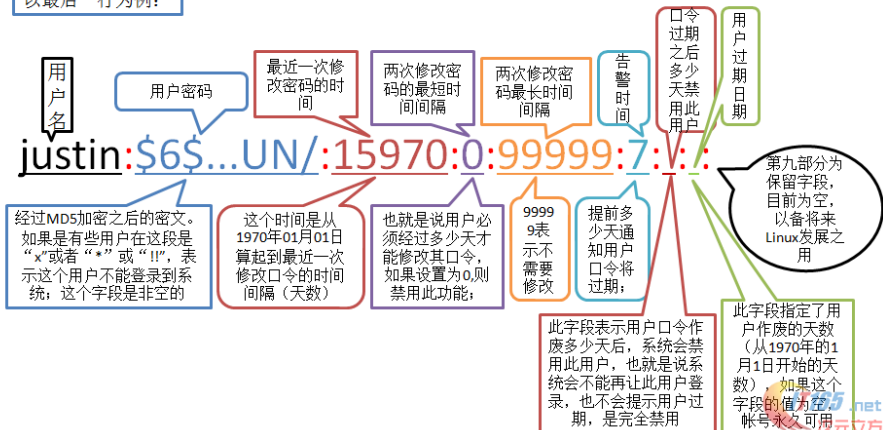 以最后一行为例：
用
户
名
用户密码
最近一次修
改密码的时
间
两次修改密
码的最短时
间间隔
两次修改密
码最长时间
间隔
告
警
时
间
口令
过期
之后
多少
天禁
用此
用户
用
户
过
期
日
期
justin:$6$...UN/:15970:0:99999:7:::
第九部分为
保留字段，
目前为空，
以备将来
Linux发展之
用
经过MD5加密之后的密文。
如果是有些用户在这段是
“x”或者“*”或“!!”，表
示这个用户不能登录到系
统；这个字段是非空的
这个时间是从
1970年01月01日
算起到最近一次
修改口令的时间
间隔（天数）
也就是说用户必
须经过多少天才
能修改其口令，
如果设置为0,则
禁用此功能；
9999
9表
示不
需要
修改
提前多
少天通
知用户
口令将
过期；
此字段表示用户口令作
废多少天后，系统会禁
用此用户，也就是说系
统会不能再让此用户登
录，也不会提示用户过
期，是完全禁用
此字段指定了用
户作废的天数
（从1970年的1
月1日开始的天
数），如果这个
字段的值为空，
帐号永久可用
.net